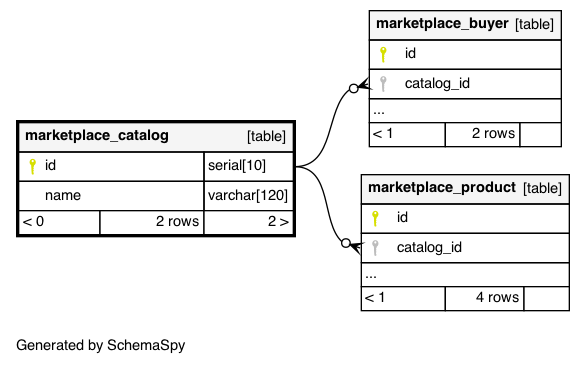 marketplace_buyer [table]
id
catalog_id
...
< 1 2 rows
marketplace_catalog [table]
id serial[10]
name varchar[120]
< 0 2 rows 2 >
marketplace_product [table]
id
catalog_id
...
< 1 4 rows
Generated by SchemaSpy